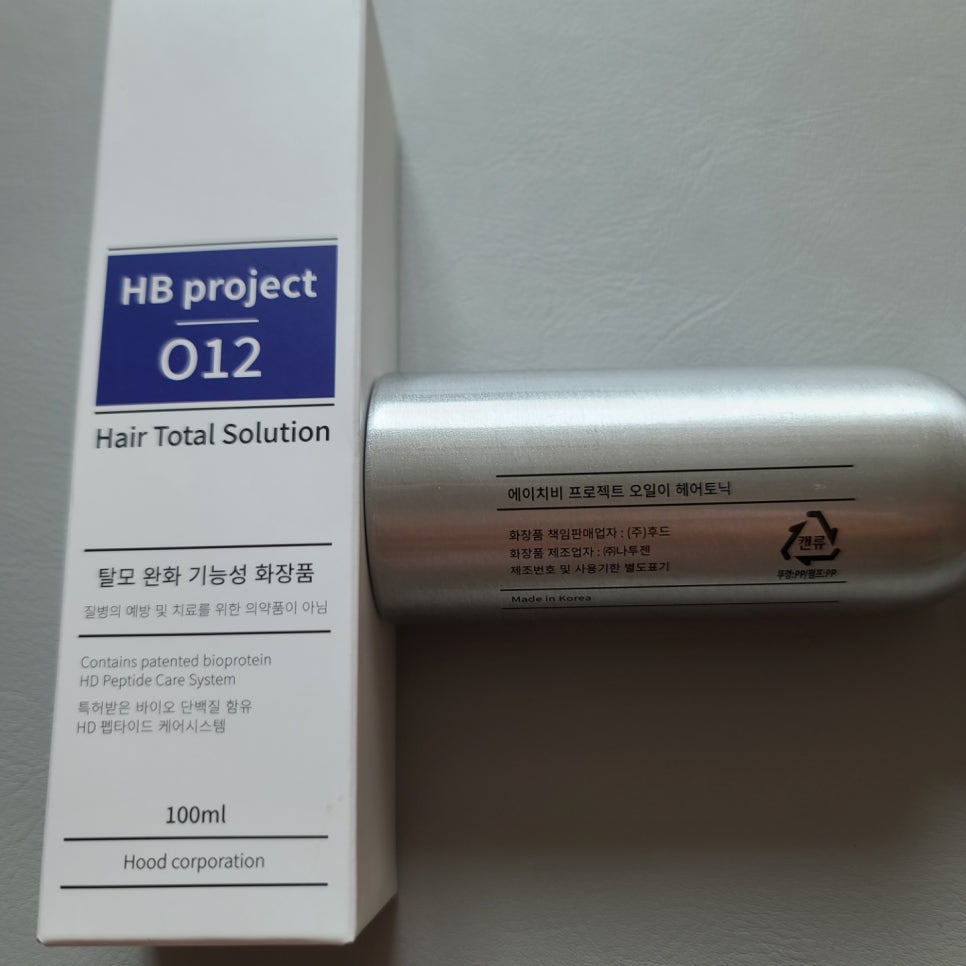 HB project
O12
Hair Total Solution
탈모 완화 기능성 화장품
질병의 예방 및 치료를 위한 의약품이 아님
Contains patented bioprotein
HD Peptide Care System
특허받은 바이오 단백질 함유
HD 펩타이드 케어시스템
100ml
Hood corporation
에이치비 프로젝트 오일이 헤어토닉
화장품 책임판매업자 : (주)후드
화장품 제조업자 : ㈜나투젠
제조번호 및 사용기한 별도표기
Made in Korea
캔류
뚜껑:PP/펌프:PP